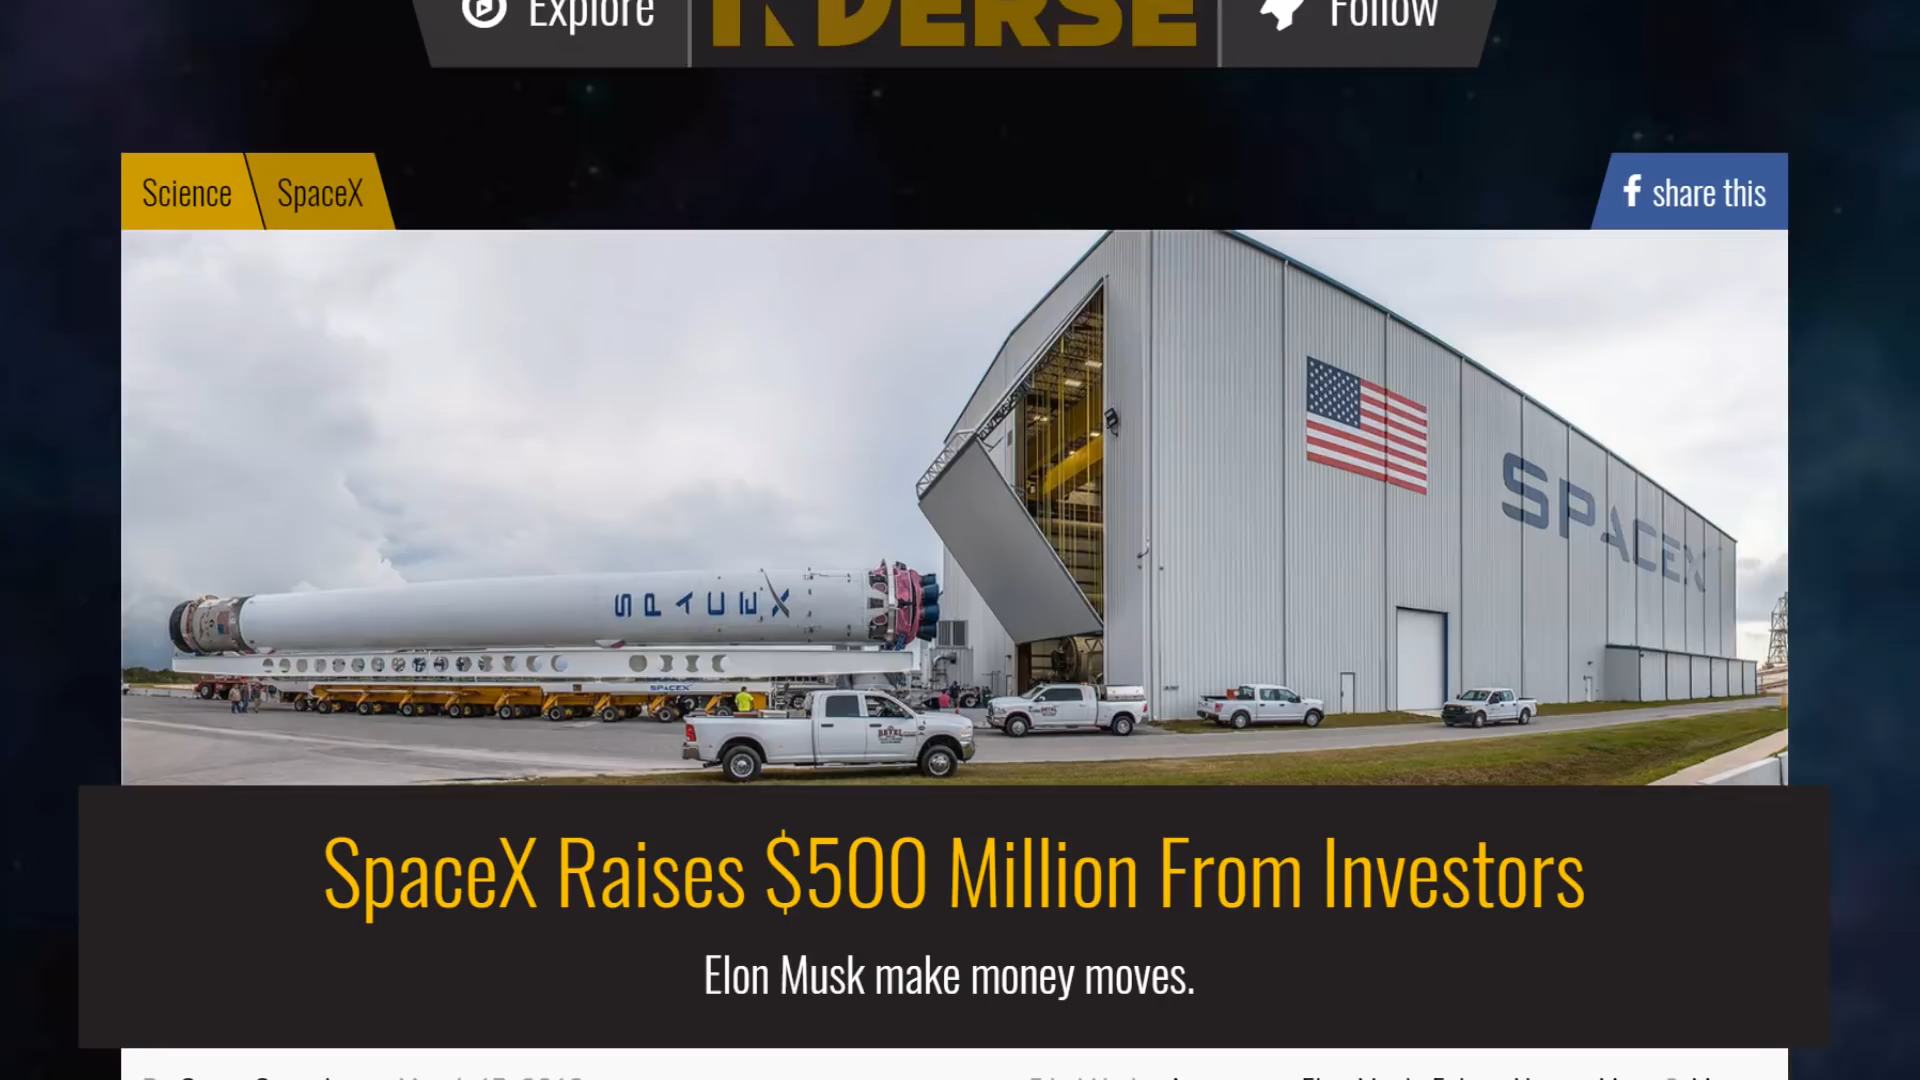 Explore
Follow
Science
SpaceX
share this
SPACEX
SPACEX
SPACEX
SpaceX Raises $500 Million From Investors
Elon Musk make money moves.